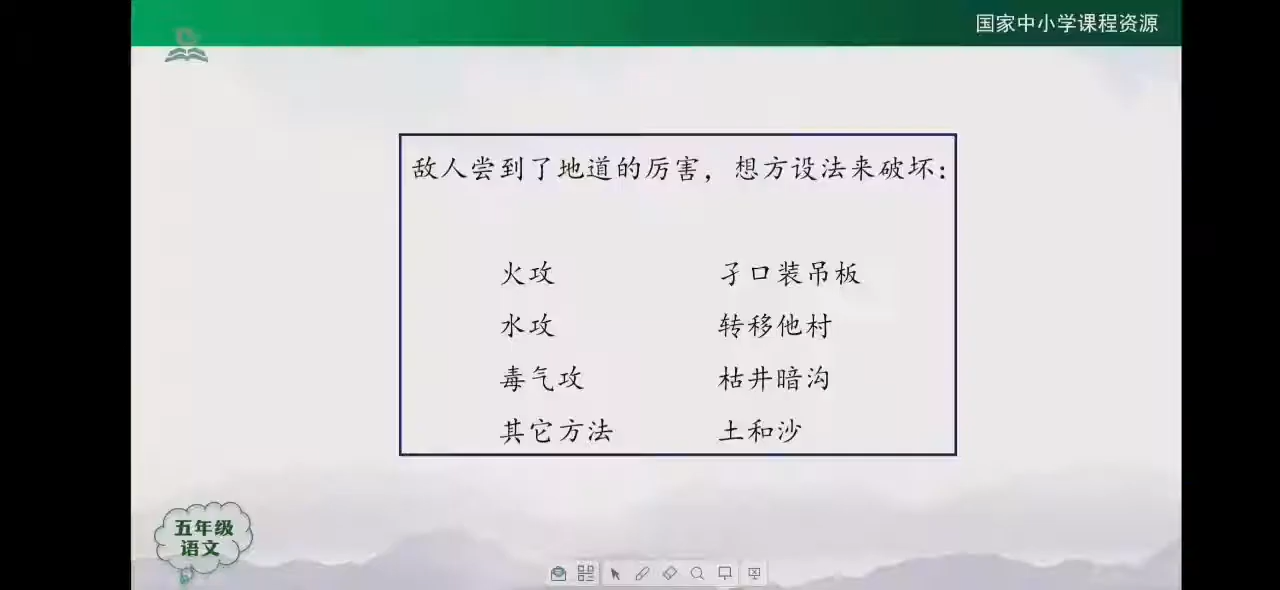 国家中小学课程资源
敌人尝到了地道的厉害，想方设法来破坏：
火攻 孑口装吊板
水攻 转移他村
毒气攻 枯井暗沟
其它方法 土和沙
五年级
语文